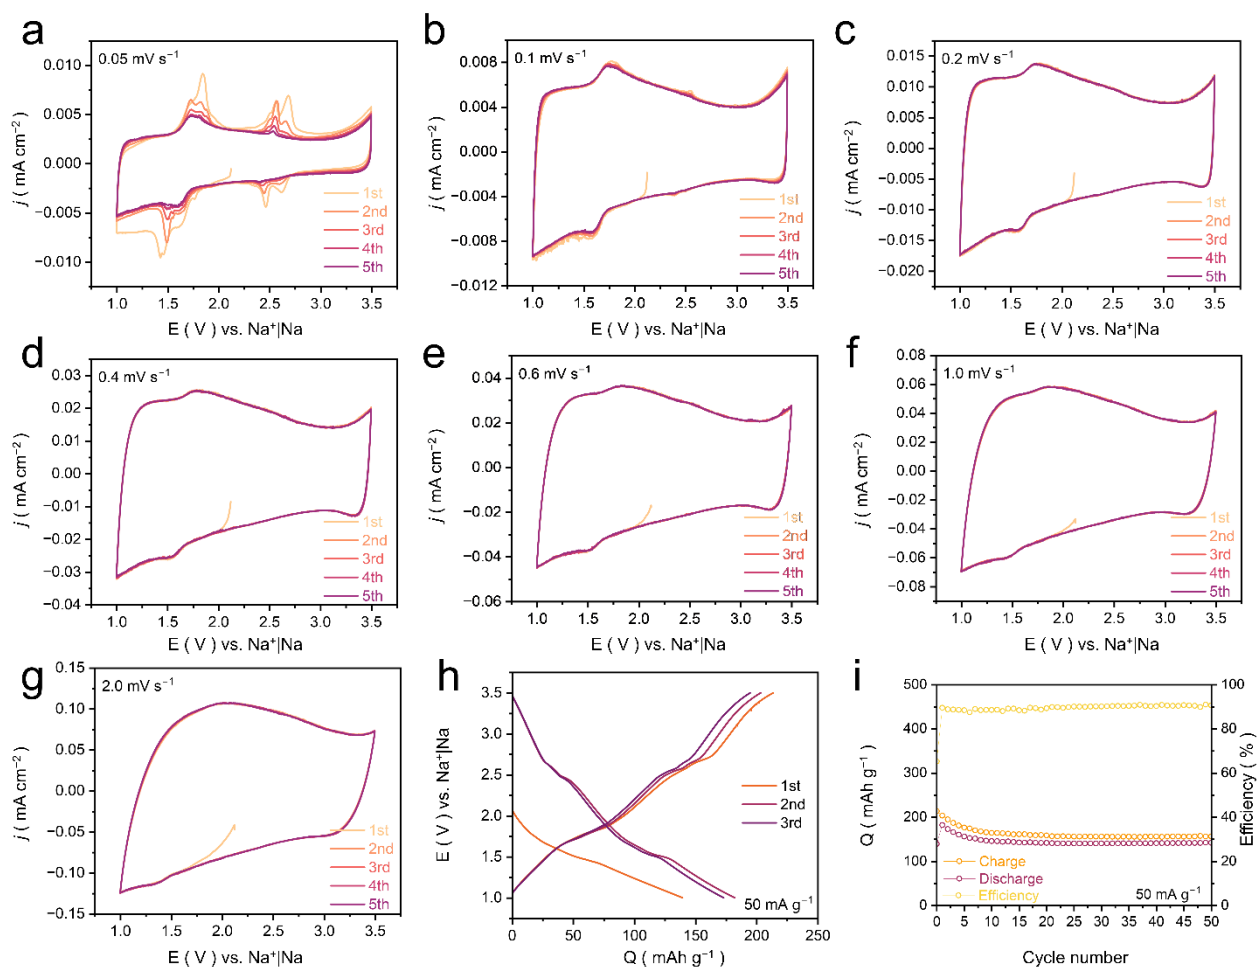 a
0.05 mV s⁻¹
0.010
0.005
0.000
−0.005
−0.010
j ( mA cm⁻²)
1st
2nd
3rd
4th
5th
1.0 1.5 2.0 2.5 3.0 3.5
E ( V ) vs. Na⁺|Na
b
0.1 mV s⁻¹
0.008
0.004
0.000
−0.004
−0.008
−0.012
j ( mA cm⁻²)
1st
2nd
3rd
4th
5th
1.0 1.5 2.0 2.5 3.0 3.5
E ( V ) vs. Na⁺|Na
c
0.2 mV s⁻¹
0.015
0.010
0.005
0.000
−0.005
−0.010
−0.015
−0.020
j ( mA cm⁻²)
1st
2nd
3rd
4th
5th
1.0 1.5 2.0 2.5 3.0 3.5
E ( V ) vs. Na⁺|Na
d
0.4 mV s⁻¹
0.03
0.02
0.01
0.00
−0.01
−0.02
−0.03
−0.04
j ( mA cm⁻²)
1st
2nd
3rd
4th
5th
1.0 1.5 2.0 2.5 3.0 3.5
E ( V ) vs. Na⁺|Na
e
0.6 mV s⁻¹
0.04
0.02
0.00
−0.02
−0.04
−0.06
j ( mA cm⁻²)
1st
2nd
3rd
4th
5th
1.0 1.5 2.0 2.5 3.0 3.5
E ( V ) vs. Na⁺|Na
f
1.0 mV s⁻¹
0.08
0.06
0.04
0.02
0.00
−0.02
−0.04
−0.06
−0.08
j ( mA cm⁻²)
1st
2nd
3rd
4th
5th
1.0 1.5 2.0 2.5 3.0 3.5
E ( V ) vs. Na⁺|Na
g
2.0 mV s⁻¹
0.15
0.10
0.05
0.00
−0.05
−0.10
−0.15
j ( mA cm⁻²)
1st
2nd
3rd
4th
5th
1.0 1.5 2.0 2.5 3.0 3.5
E ( V ) vs. Na⁺|Na
h
3.5
3.0
2.5
2.0
1.5
1.0
E ( V ) vs. Na⁺|Na
1st
2nd
3rd
50 mA g⁻¹
0 50 100 150 200 250
Q ( mAh g⁻¹)
i
500
450
400
350
300
250
200
150
100
50
0
Q ( mAh g⁻¹)
100
80
60
40
20
0
Efficiency ( % )
Charge
Discharge
Efficiency
50 mA g⁻¹
0 5 10 15 20 25 30 35 40 45 50
Cycle number